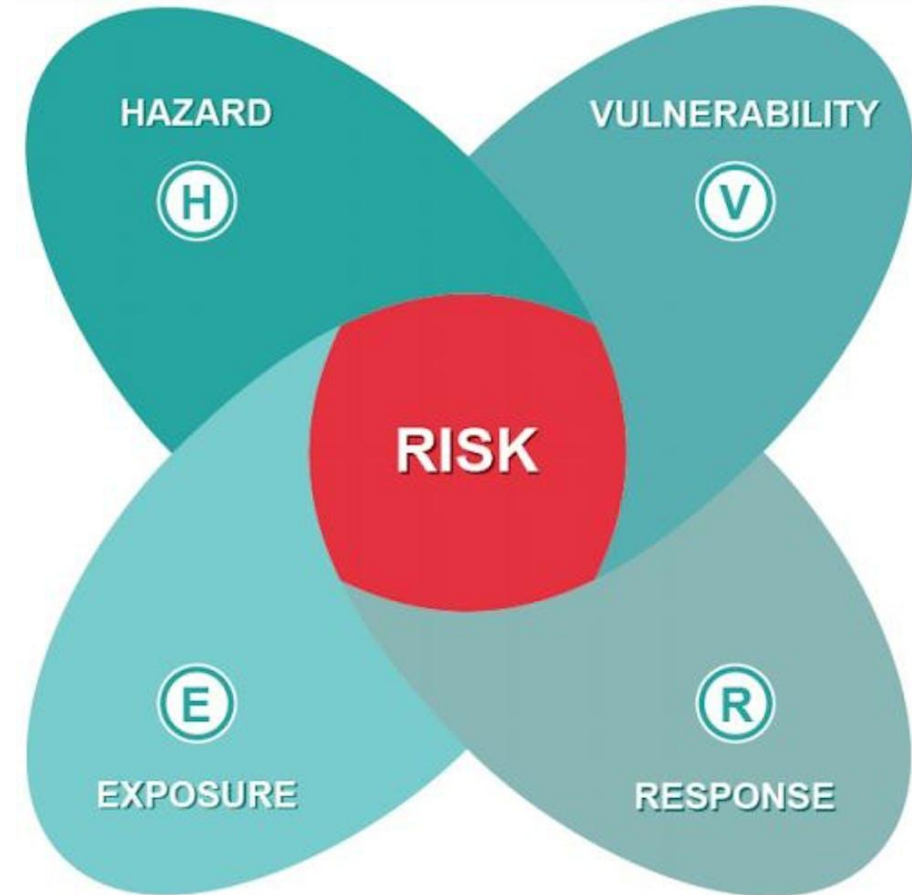 HAZARD
VULNERABILITY
H
V
RISK
E
R
EXPOSURE
RESPONSE